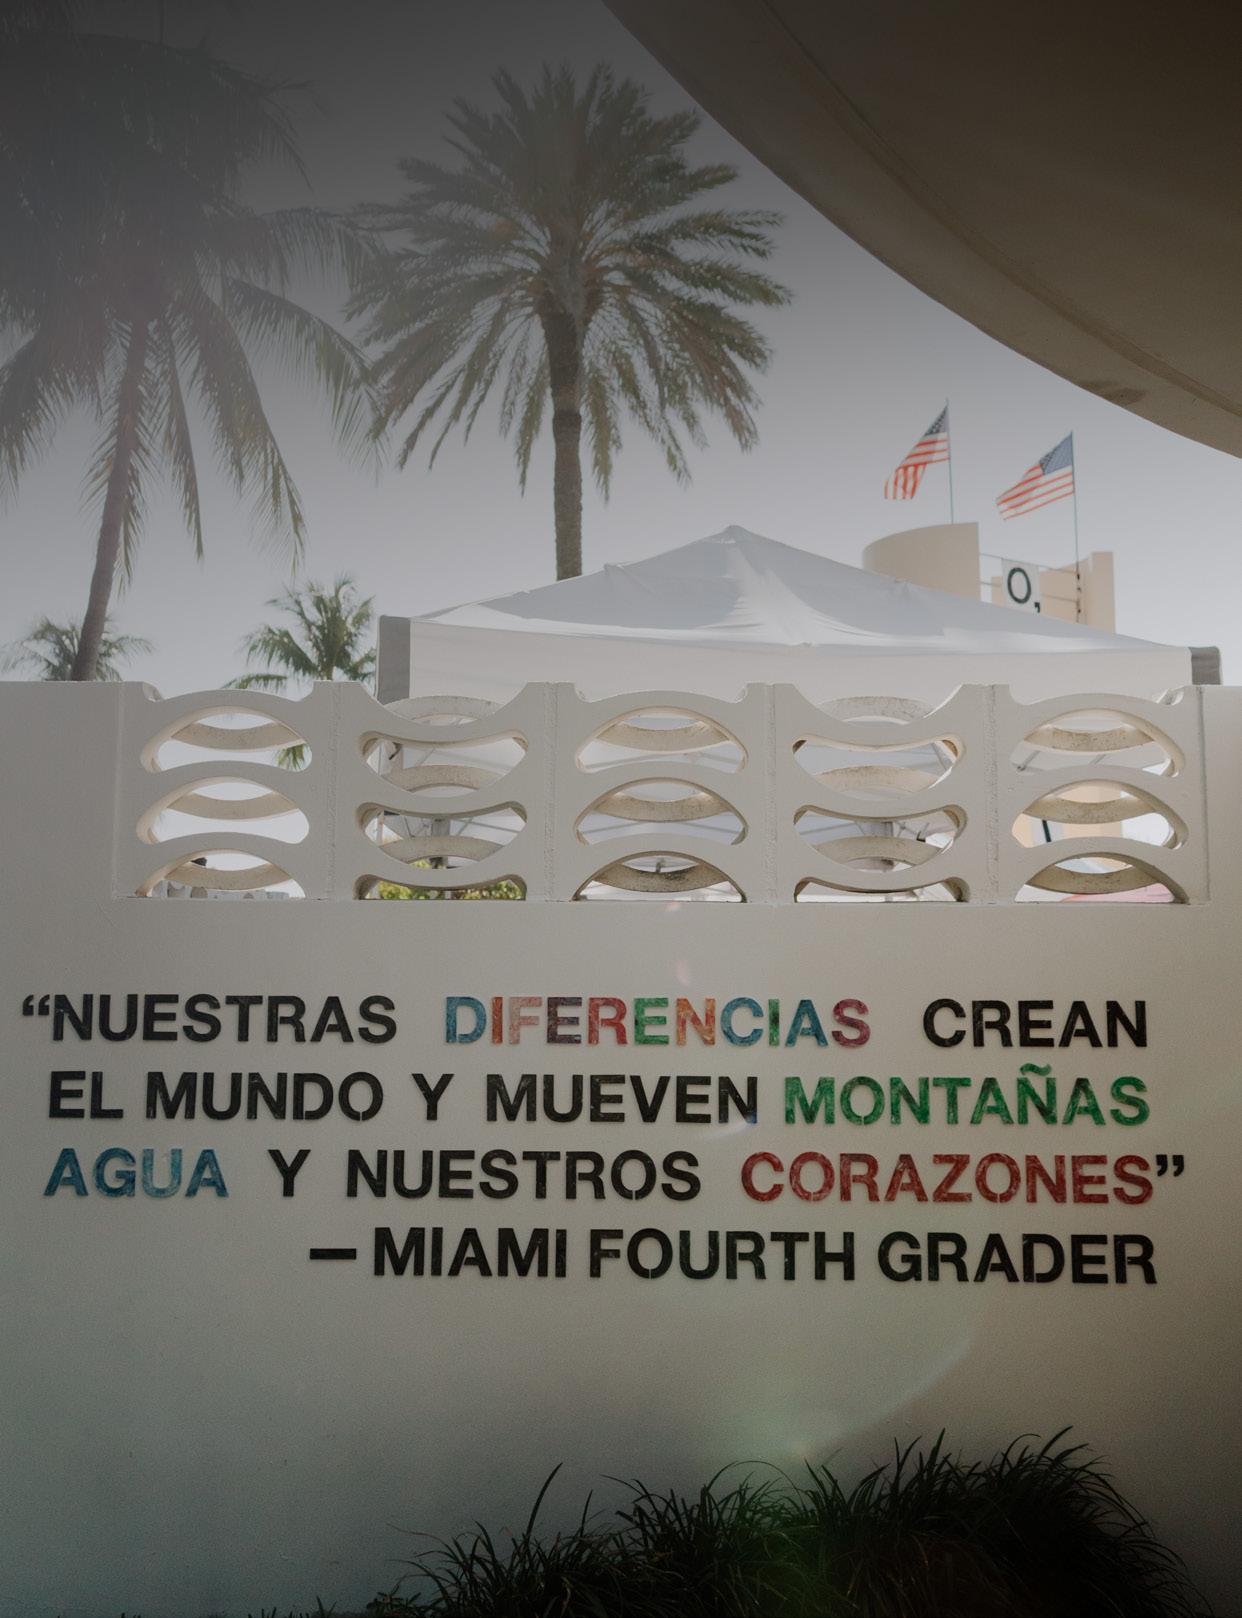 O,
“NUESTRAS DIFERENCIAS CREAN
EL MUNDO Y MUEVEN MONTAÑAS
AGUA Y NUESTROS CORAZONES”
— MIAMI FOURTH GRADER